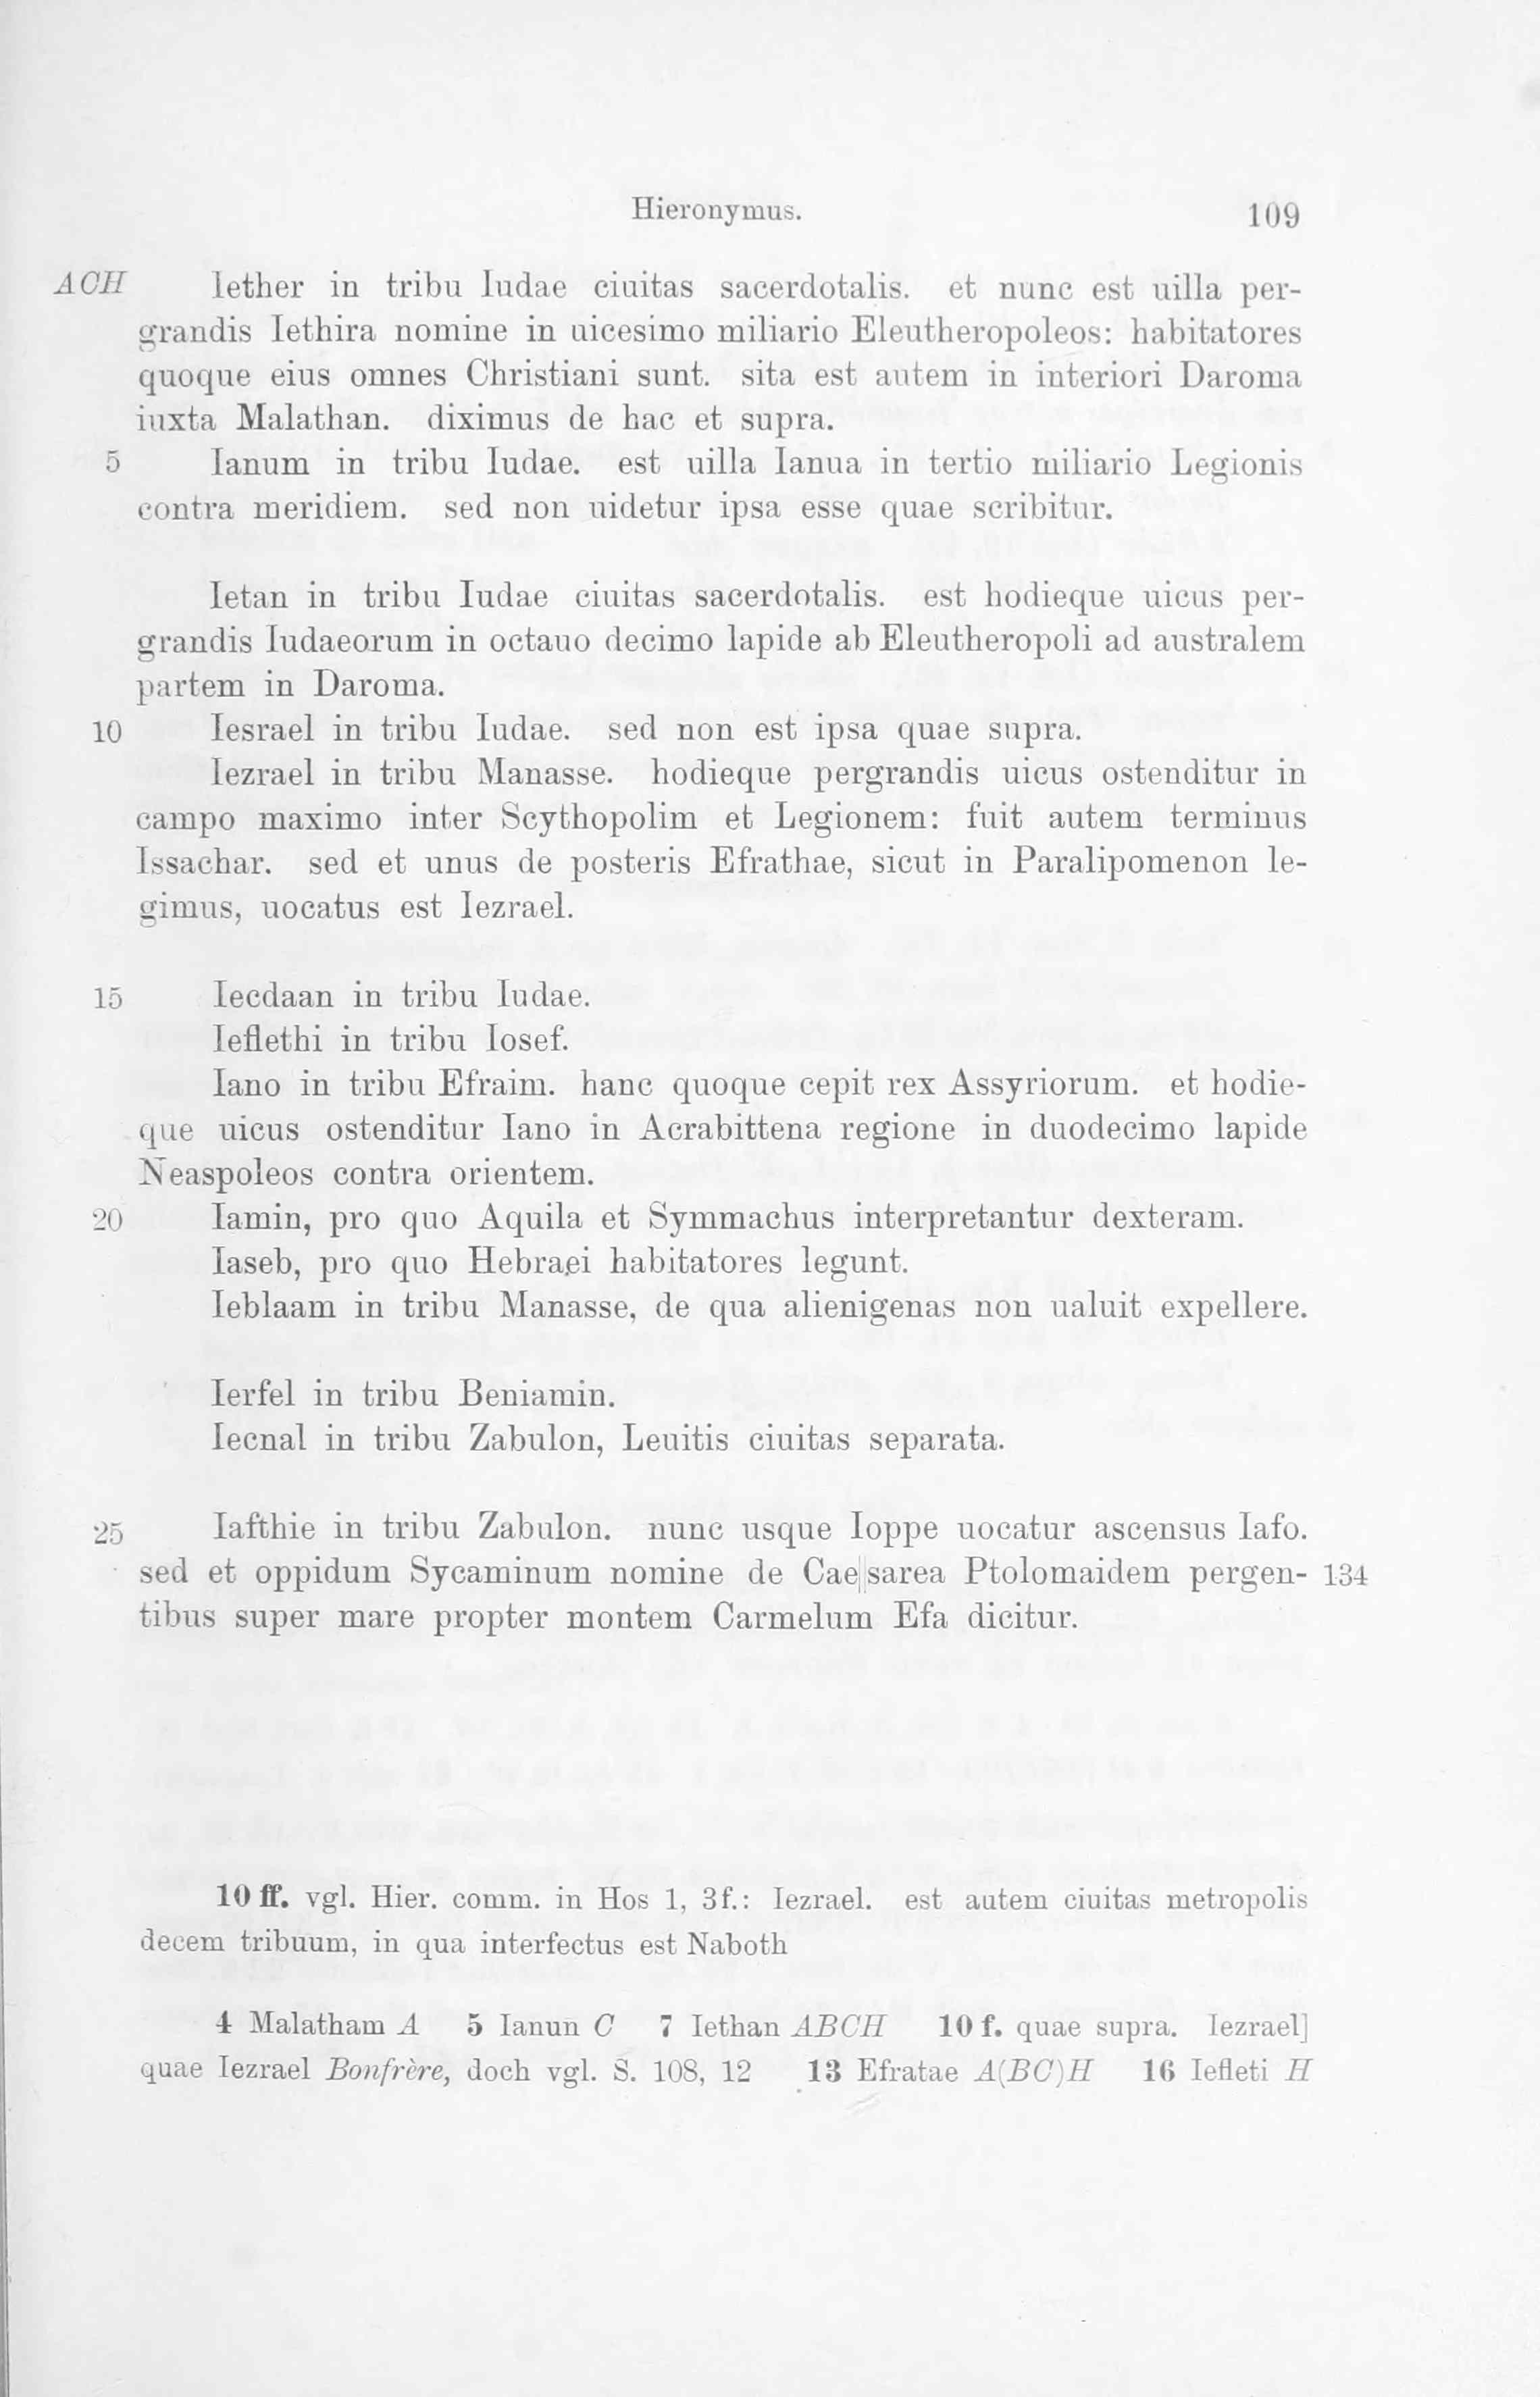 Hieronymus. 109
ACH Iether in tribu Iudae ciuitas sacerdotalis. et nunc est uilla per-
grandis Iethira nomine in uicesimo miliario Eleutheropoleos: habitatores
quoque eius omnes Christiani sunt. sita est autem in interiori Daroma
iuxta Malathan. diximus de hac et supra.
5 Ianum in tribu Iudae. est uilla Ianua in tertio miliario Legionis
contra meridiem. sed non uidetur ipsa esse quae scribitur.
Ietan in tribu Iudae ciuitas sacerdotalis. est hodieque uicus per-
grandis Iudaeorum in octauo decimo lapide ab Eleutheropoli ad australem
partem in Daroma.
10 Iesrael in tribu Iudae. sed non est ipsa quae supra.
Iezrael in tribu Manasse. hodieque pergrandis uicus ostenditur in
campo maximo inter Scythopolim et Legionem: fuit autem terminus
Issachar. sed et unus de posteris Efrathae, sicut in Paralipomenon le-
gimus, uocatus est Iezrael.
15 Iecdaan in tribu Iudae.
Ieflethi in tribu Iosef.
Iano in tribu Efraim. hanc quoque cepit rex Assyriorum. et hodie-
que uicus ostenditur Iano in Acrabittena regione in duodecimo lapide
Neaspoleos contra orientem.
20 Iamin, pro quo Aquila et Symmachus interpretantur dexteram.
Iaseb, pro quo Hebraei habitatores legunt.
Ieblaam in tribu Manasse, de qua alienigenas non ualuit expellere.
Ierfel in tribu Beniamin.
Iecnal in tribu Zabulon, Leuitis ciuitas separata.
25 Iafthie in tribu Zabulon. nunc usque Ioppe uocatur ascensus Iafo.
sed et oppidum Sycaminum nomine de Cae||sarea Ptolomaidem pergen- 134
tibus super mare propter montem Carmelum Efa dicitur.
10 ff. vgl. Hier. comm. in Hos 1, 3f.: Iezrael. est autem ciuitas metropolis
decem tribuum, in qua interfectus est Naboth
4 Malatham A 5 Ianun C 7 Iethan ABCH 10 f. quae supra. Iezrael]
quae Iezrael Bonfrère, doch vgl. S. 108, 12 13 Efratae A(BC)H 16 Iefleti H